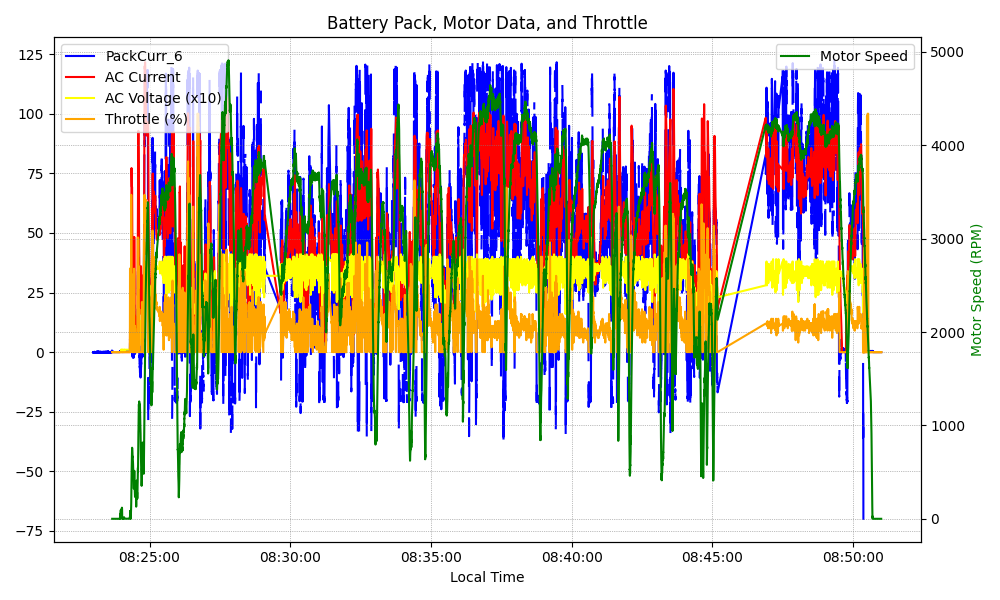 Battery Pack, Motor Data, and Throttle
PackCurr_6
AC Current
AC Voltage (x10)
Throttle (%)
Motor Speed
125
100
75
50
25
0
−25
−50
−75
5000
4000
3000
2000
1000
0
Motor Speed (RPM)
08:25:00
08:30:00
08:35:00
08:40:00
08:45:00
08:50:00
Local Time